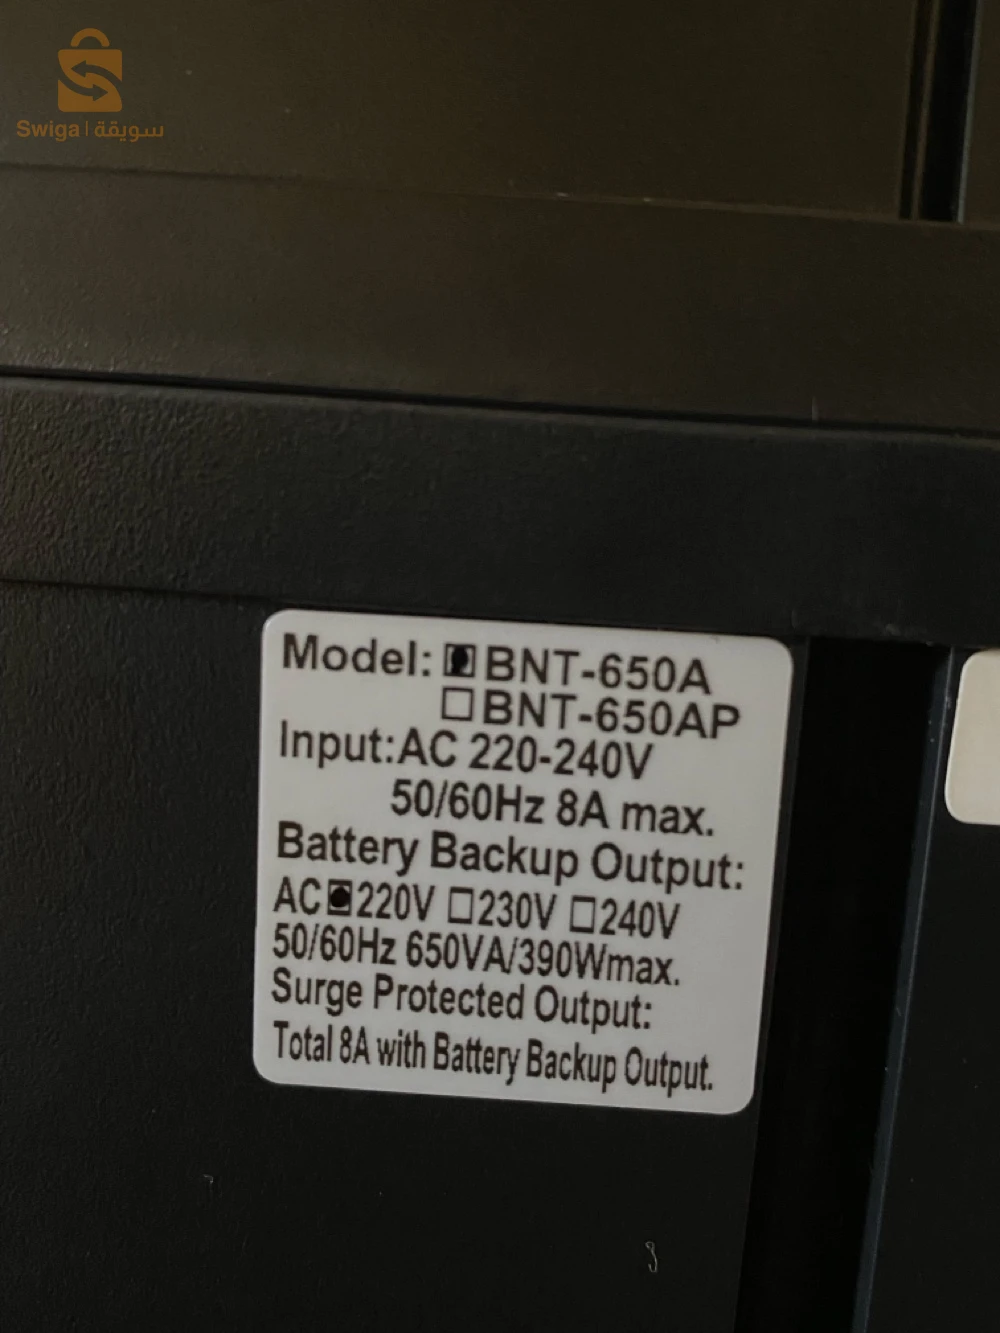 Swiga | سويقة
Model: ☑BNT-650A
☐BNT-650AP
Input:AC 220-240V
50/60Hz 8A max.
Battery Backup Output:
AC☑220V ☐230V ☐240V
50/60Hz 650VA/390Wmax.
Surge Protected Output:
Total 8A with Battery Backup Output.